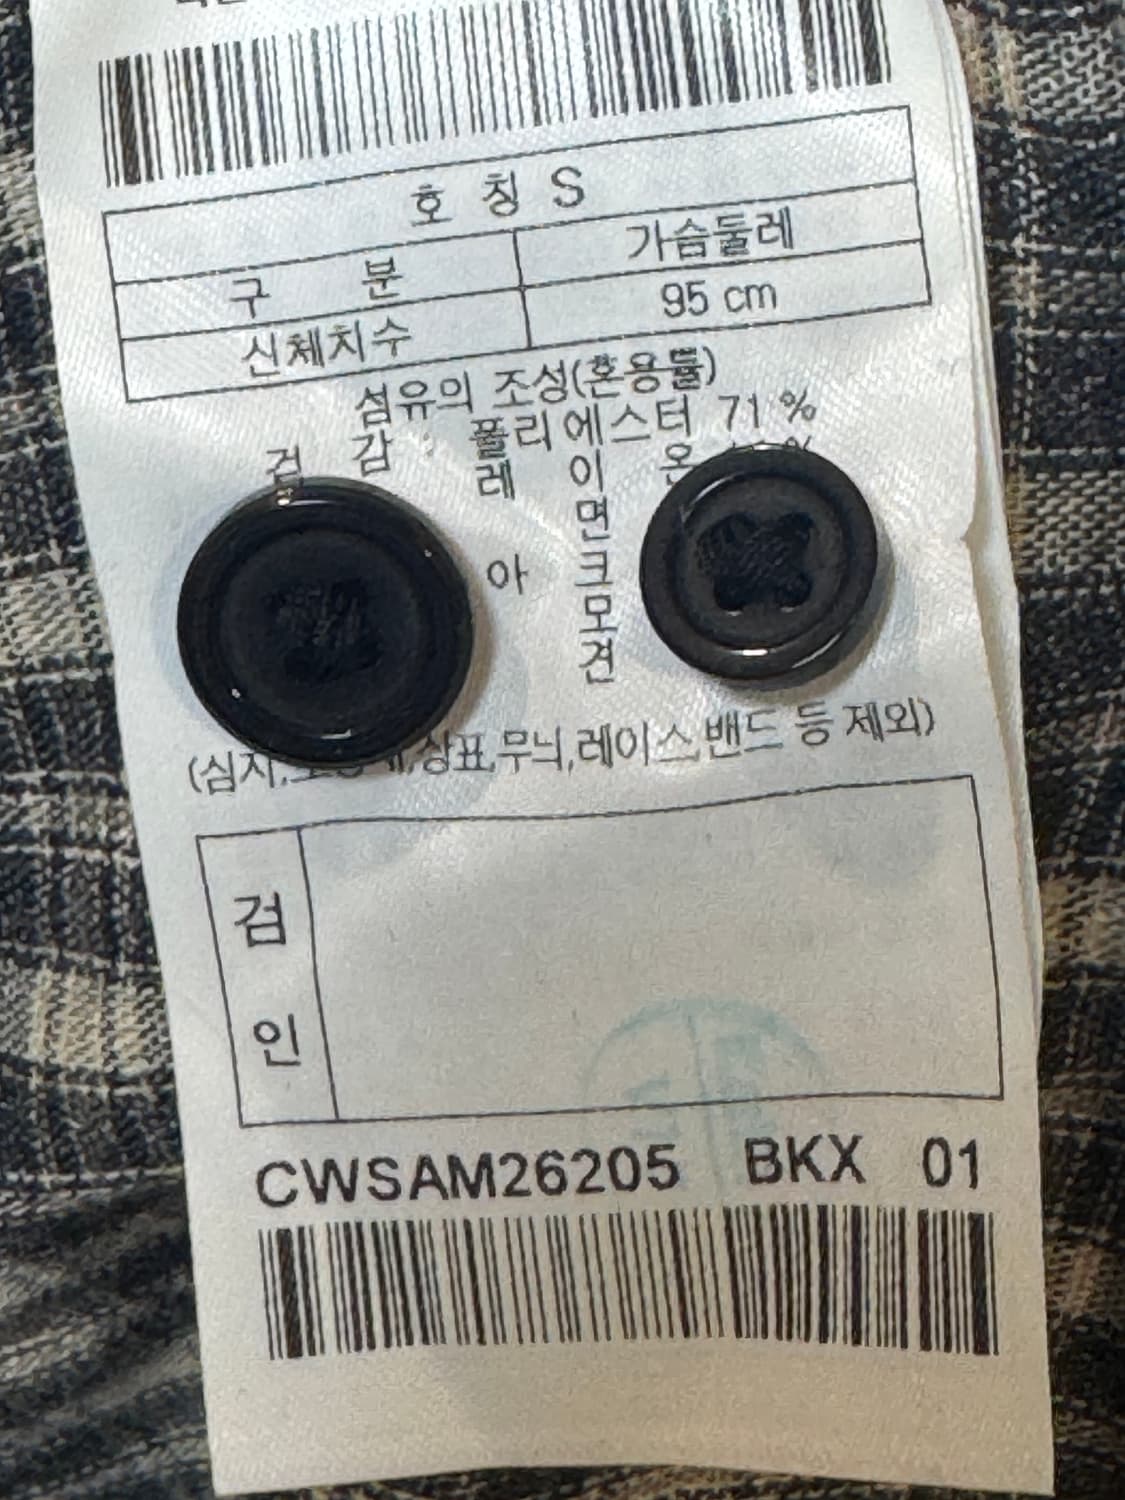 호 칭 S
구 분 가슴둘레
신체치수 95 cm
섬유의 조성(혼용률)
겉 감 : 폴리에스터 71 %
레 이 온
면
아 크
모
견
(심지, 상표,무늬,레이스,밴드 등 제외)
검
인
CWSAM26205 BKX 01